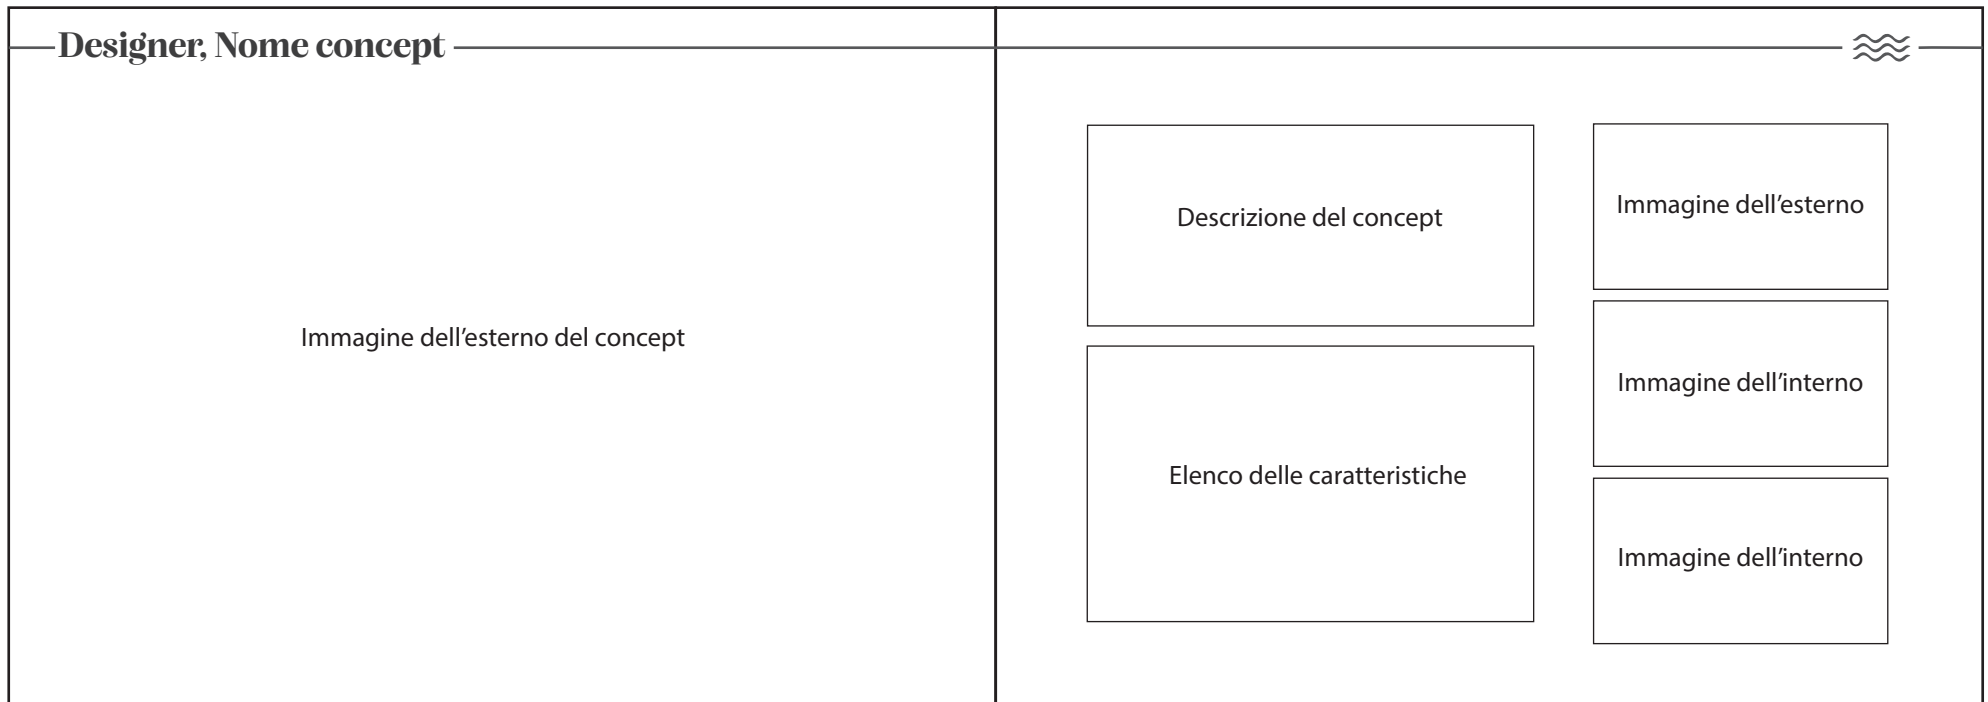 Designer, Nome concept
Immagine dell’esterno del concept
Descrizione del concept
Elenco delle caratteristiche
Immagine dell’esterno
Immagine dell’interno
Immagine dell’interno